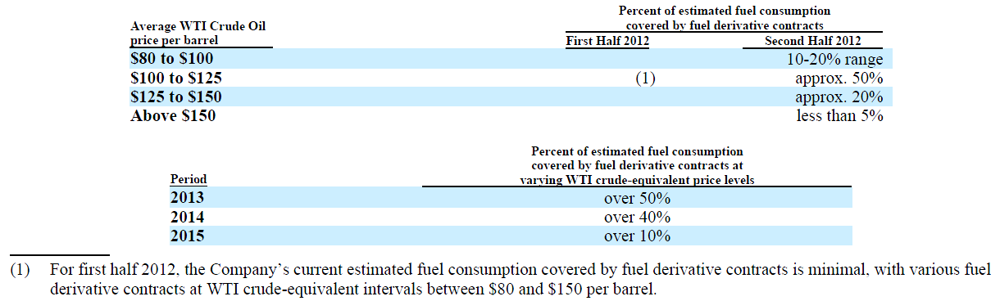 Percent of estimated fuel consumption
Average WTI Crude Oil covered by fuel derivative contracts
price per barrel First Half 2012 Second Half 2012
$80 to $100 10-20% range
$100 to $125 (1) approx. 50%
$125 to $150 approx. 20%
Above $150 less than 5%
Percent of estimated fuel consumption
covered by fuel derivative contracts at
Period varying WTI crude-equivalent price levels
2013 over 50%
2014 over 40%
2015 over 10%
(1) For first half 2012, the Company’s current estimated fuel consumption covered by fuel derivative contracts is minimal, with various fuel
derivative contracts at WTI crude-equivalent intervals between $80 and $150 per barrel.